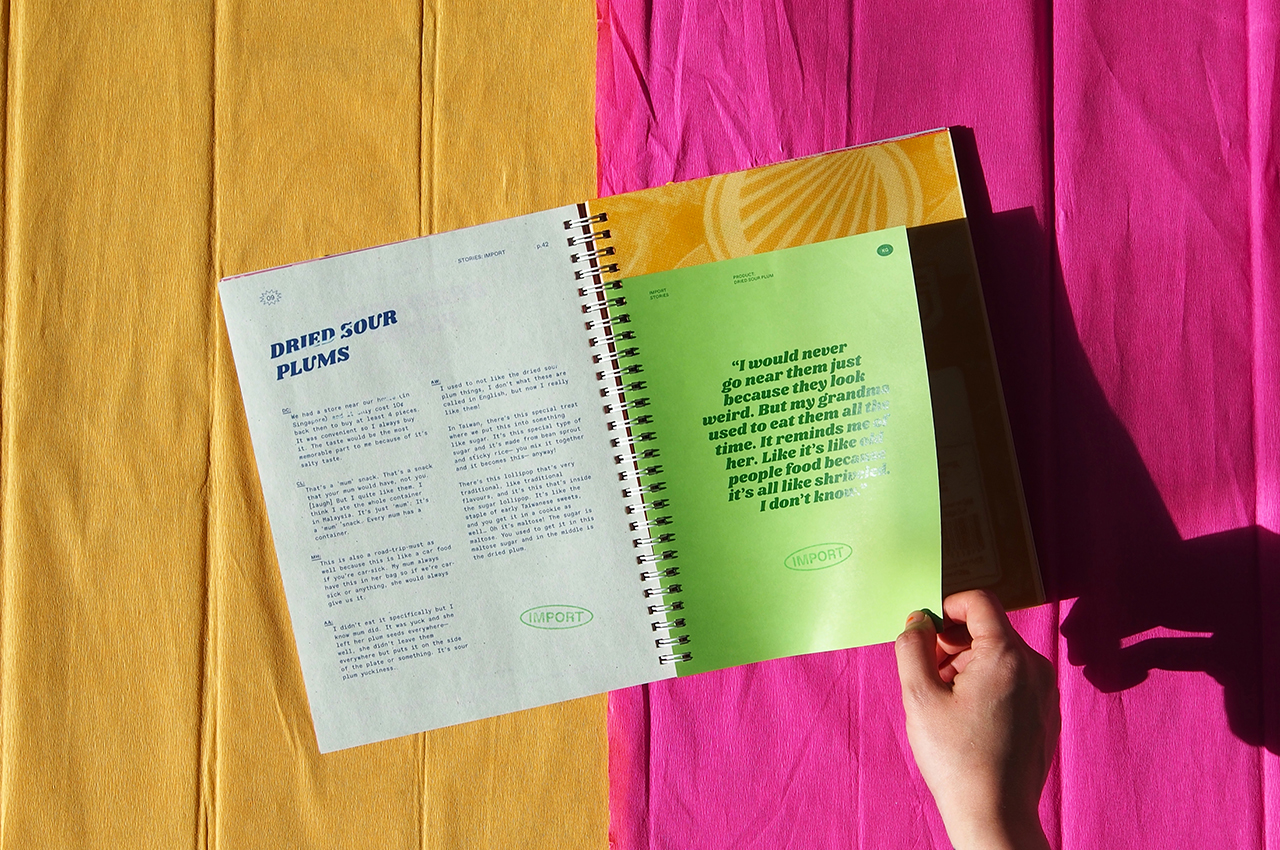 09
STORIES: IMPORT
p.42
DRIED SOUR
PLUMS
We had a store near our home (in
Singapore) and it only cost 10¢
back then to buy at least 4 pieces.
It was convenient so I always buy
it. The taste would be the most
memorable part to me because of it's
salty taste.
CL:
That's a 'mum' snack. That's a snack
that your mum would have, not you.
[laugh] But I quite like them. I
think I ate the whole container
in Malaysia. It's just 'mum'. It's
a 'mum' snack. Every mum has a
container.
MH:
This is also a road-trip-must as
well because this is like a car food
if you're car-sick. My mum always
have this in her bag so if we're car-
sick or anything, she would always
give us it.
AA:
I didn't eat it specifically but I
know mum did. It was yuck and she
left her plum seeds everywhere—
well, she didn't leave them
everywhere but puts it on the side
of the plate or something. It's sour
plum yuckiness.
AW:
I used to not like the dried sour
plum things, I don't what these are
called in English, but now I really
like them!
In Taiwan, there's this special treat
where we put this into something
like sugar. It's this special type of
sugar and it's made from bean sprout
and sticky rice— you mix it together
and it becomes this— anyway!
There's this lollipop that's very
traditional, like traditional
flavours, and it's this that's inside
the sugar lollipop. It's like the
staple of early Taiwanese sweets,
and you get it in a cookie as
well. Oh it's maltose! The sugar is
maltose. You used to get it in this
maltose sugar and in the middle is
the dried plum.
IMPORT
IMPORT
STORIES
PRODUCT:
DRIED SOUR PLUM
“I would never
go near them just
because they look
weird. But my grandma
used to eat them all the
time. It reminds me of
her. Like it's like old
people food because
it's all like shriveled.
I don't know.”
IMPORT